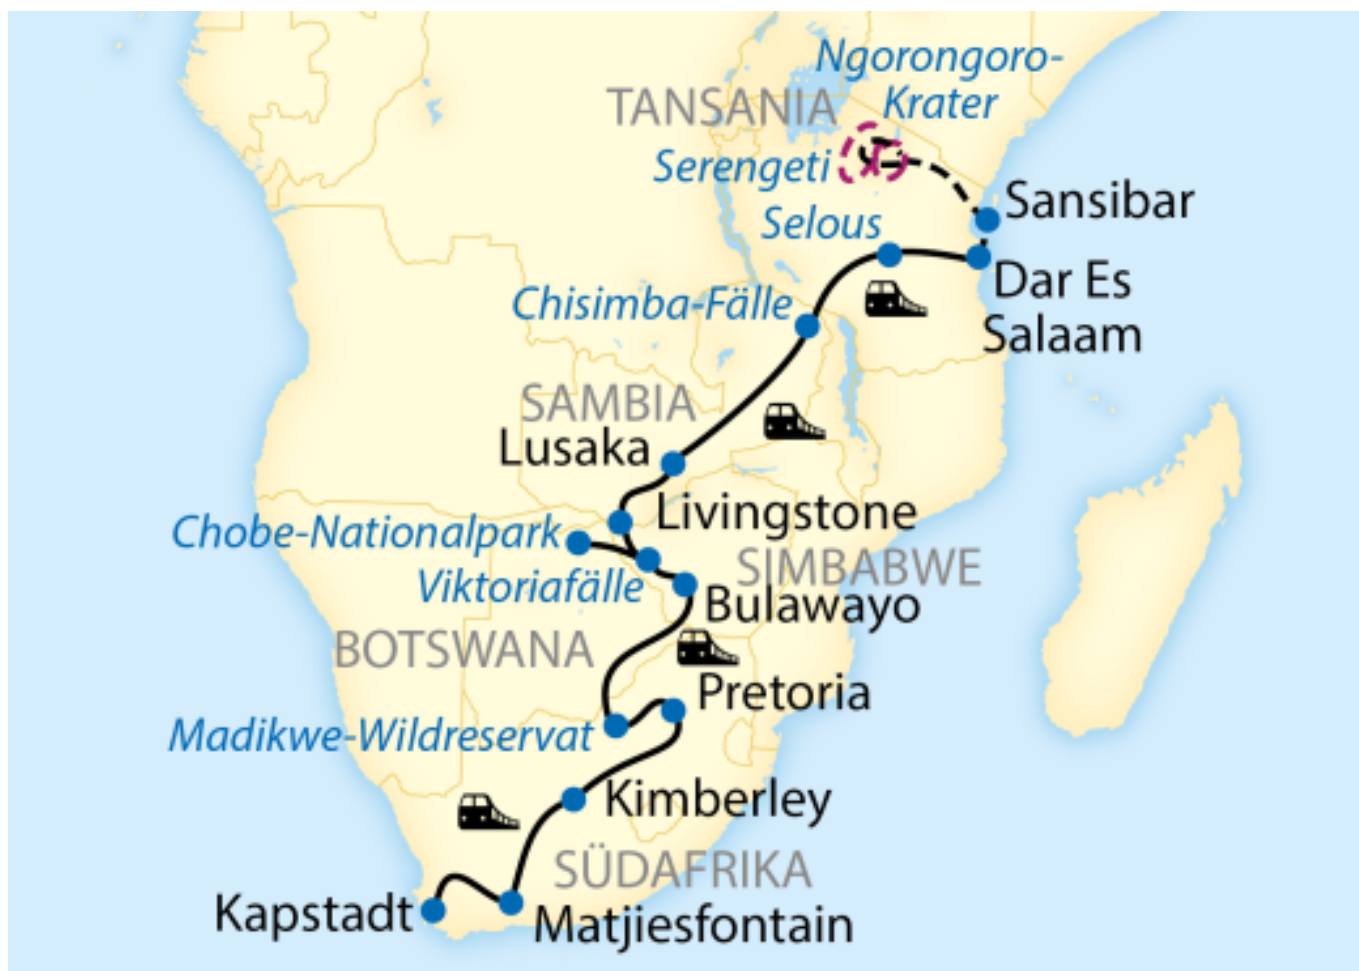 Ngorongoro-
Krater
TANSANIA
Serengeti
Sansibar
Selous
Dar Es
Salaam
Chisimba-Fälle
SAMBIA
Lusaka
Livingstone
Chobe-Nationalpark
SIMBABWE
Viktoriafälle
Bulawayo
BOTSWANA
Pretoria
Madikwe-Wildreservat
Kimberley
SÜDAFRIKA
Kapstadt
Matjiesfontain